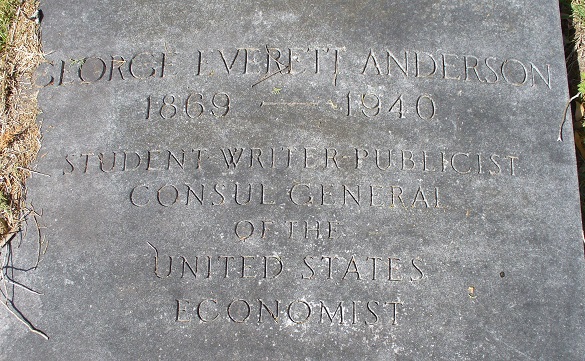 GEORGE EVERETT ANDERSON
1869 — 1940
STUDENT WRITER PUBLICIST
CONSUL GENERAL
OF THE
UNITED STATES
ECONOMIST